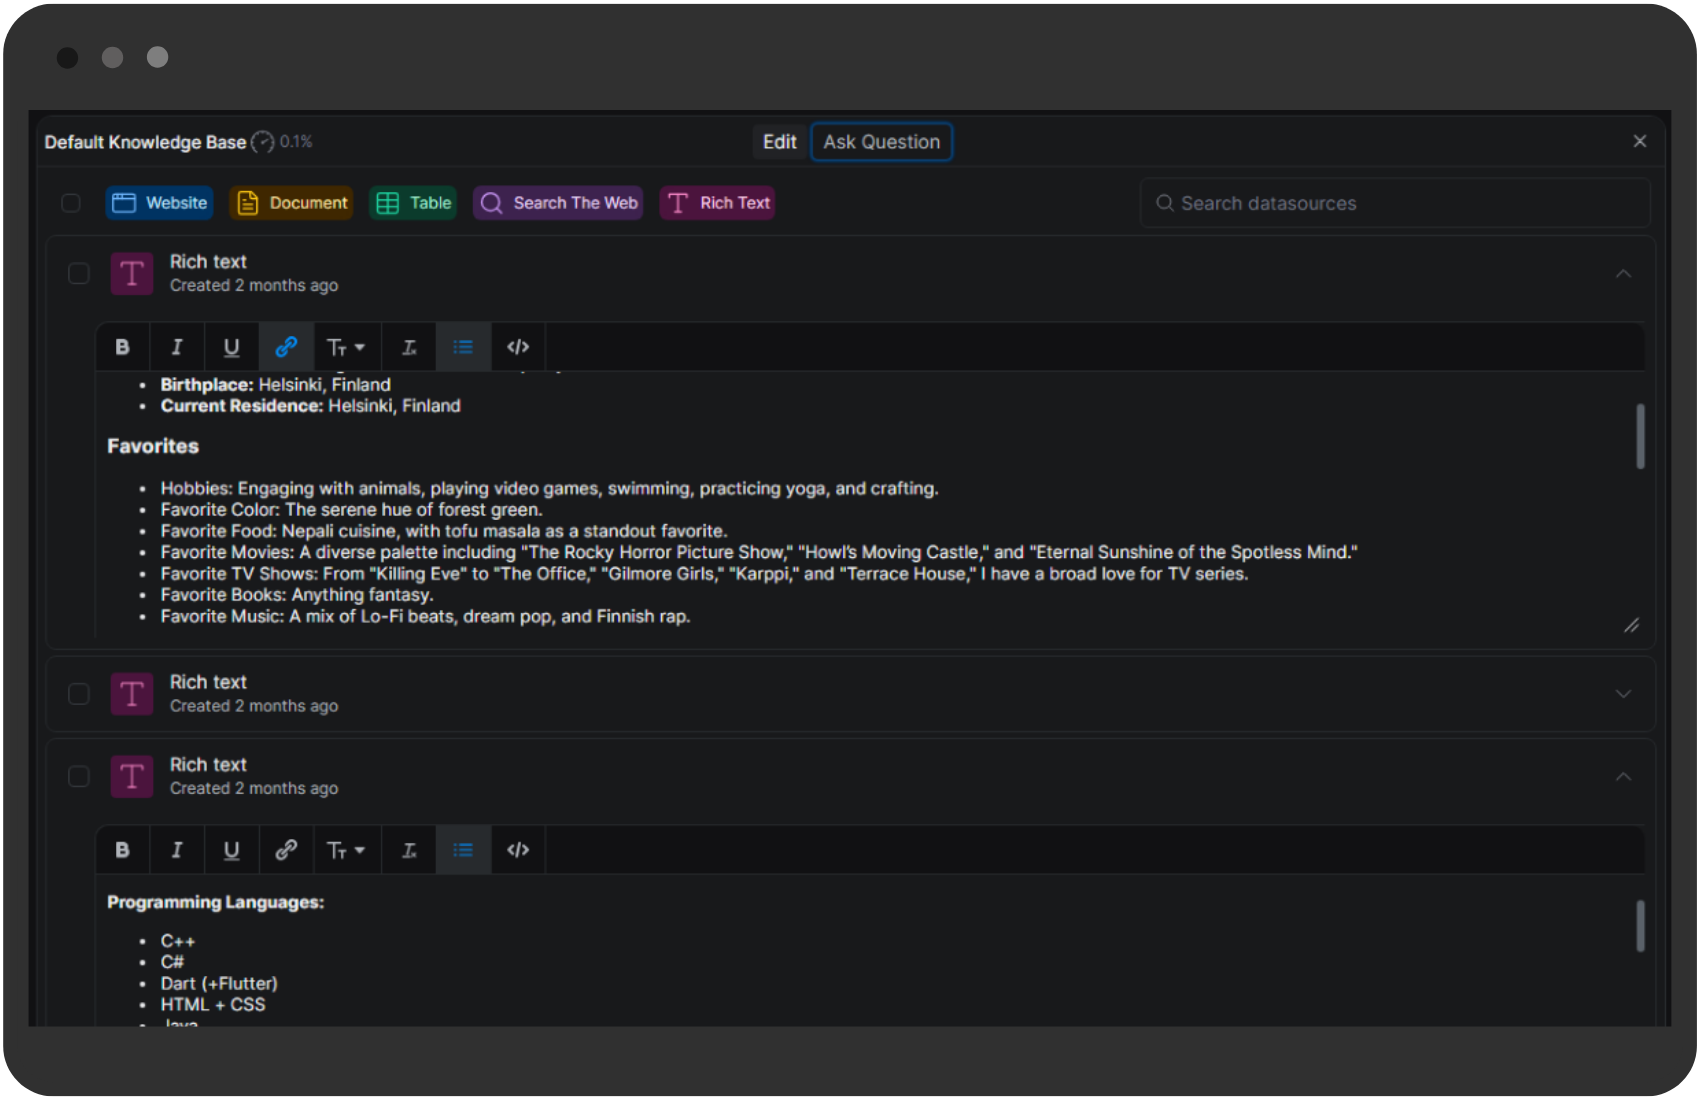 Default Knowledge Base 0.1%
Edit
Ask Question
Website
Document
Table
Search The Web
Rich Text
Search datasources
Rich text
Created 2 months ago
B I U TT Ix </>
• Birthplace: Helsinki, Finland
• Current Residence: Helsinki, Finland
Favorites
• Hobbies: Engaging with animals, playing video games, swimming, practicing yoga, and crafting.
• Favorite Color: The serene hue of forest green.
• Favorite Food: Nepali cuisine, with tofu masala as a standout favorite.
• Favorite Movies: A diverse palette including "The Rocky Horror Picture Show," "Howl's Moving Castle," and "Eternal Sunshine of the Spotless Mind."
• Favorite TV Shows: From "Killing Eve" to "The Office," "Gilmore Girls," "Karppi," and "Terrace House," I have a broad love for TV series.
• Favorite Books: Anything fantasy.
• Favorite Music: A mix of Lo-Fi beats, dream pop, and Finnish rap.
Rich text
Created 2 months ago
Rich text
Created 2 months ago
B I U TT Ix </>
Programming Languages:
• C++
• C#
• Dart (+Flutter)
• HTML + CSS
• Java